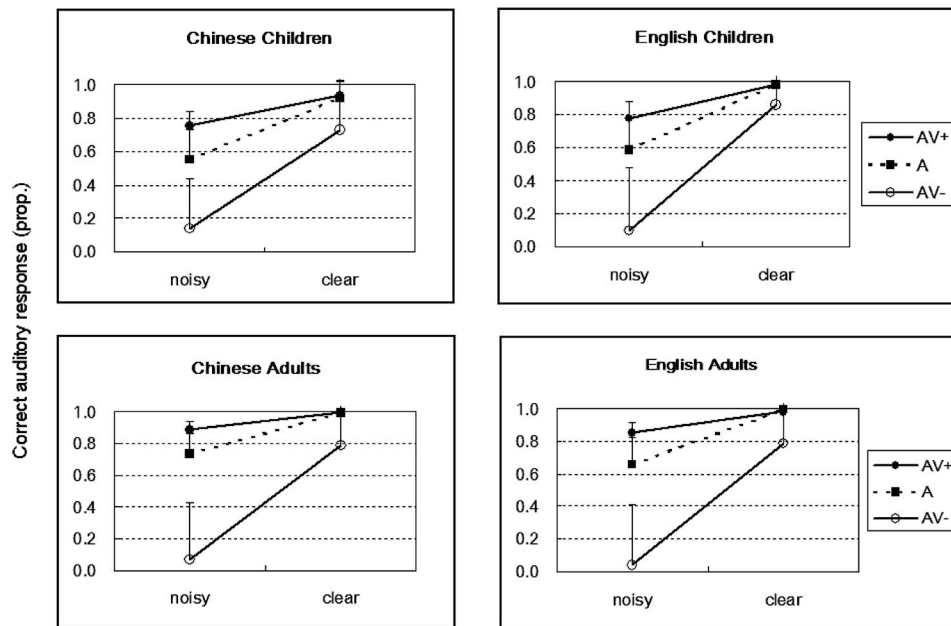 Correct auditory response (prop.)
Chinese Children
1.0
0.8
0.6
0.4
0.2
0.0
noisy clear
English Children
1.0
0.8
0.6
0.4
0.2
0.0
noisy clear
AV+
A
AV-
Chinese Adults
1.0
0.8
0.6
0.4
0.2
0.0
noisy clear
English Adults
1.0
0.8
0.6
0.4
0.2
0.0
noisy clear
AV+
A
AV-